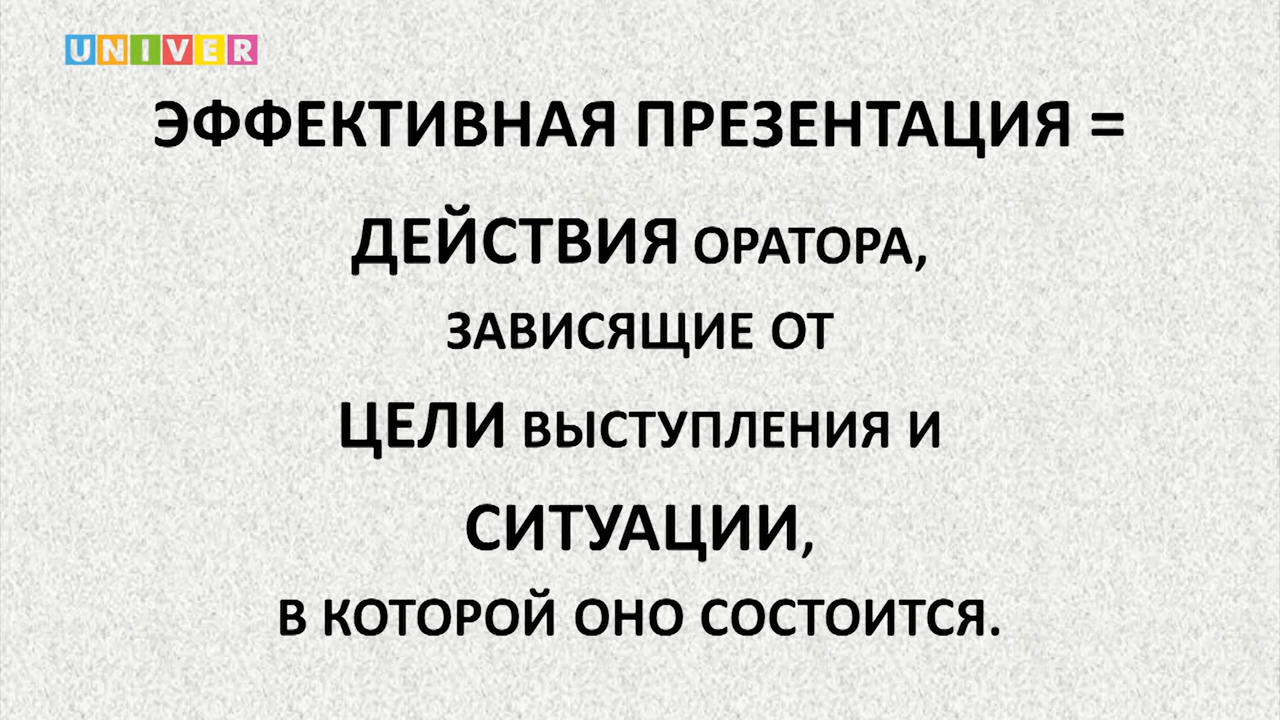 UNIVER
ЭФФЕКТИВНАЯ ПРЕЗЕНТАЦИЯ =
ДЕЙСТВИЯ ОРАТОРА,
ЗАВИСЯЩИЕ ОТ
ЦЕЛИ ВЫСТУПЛЕНИЯ И
СИТУАЦИИ,
В КОТОРОЙ ОНО СОСТОИТСЯ.